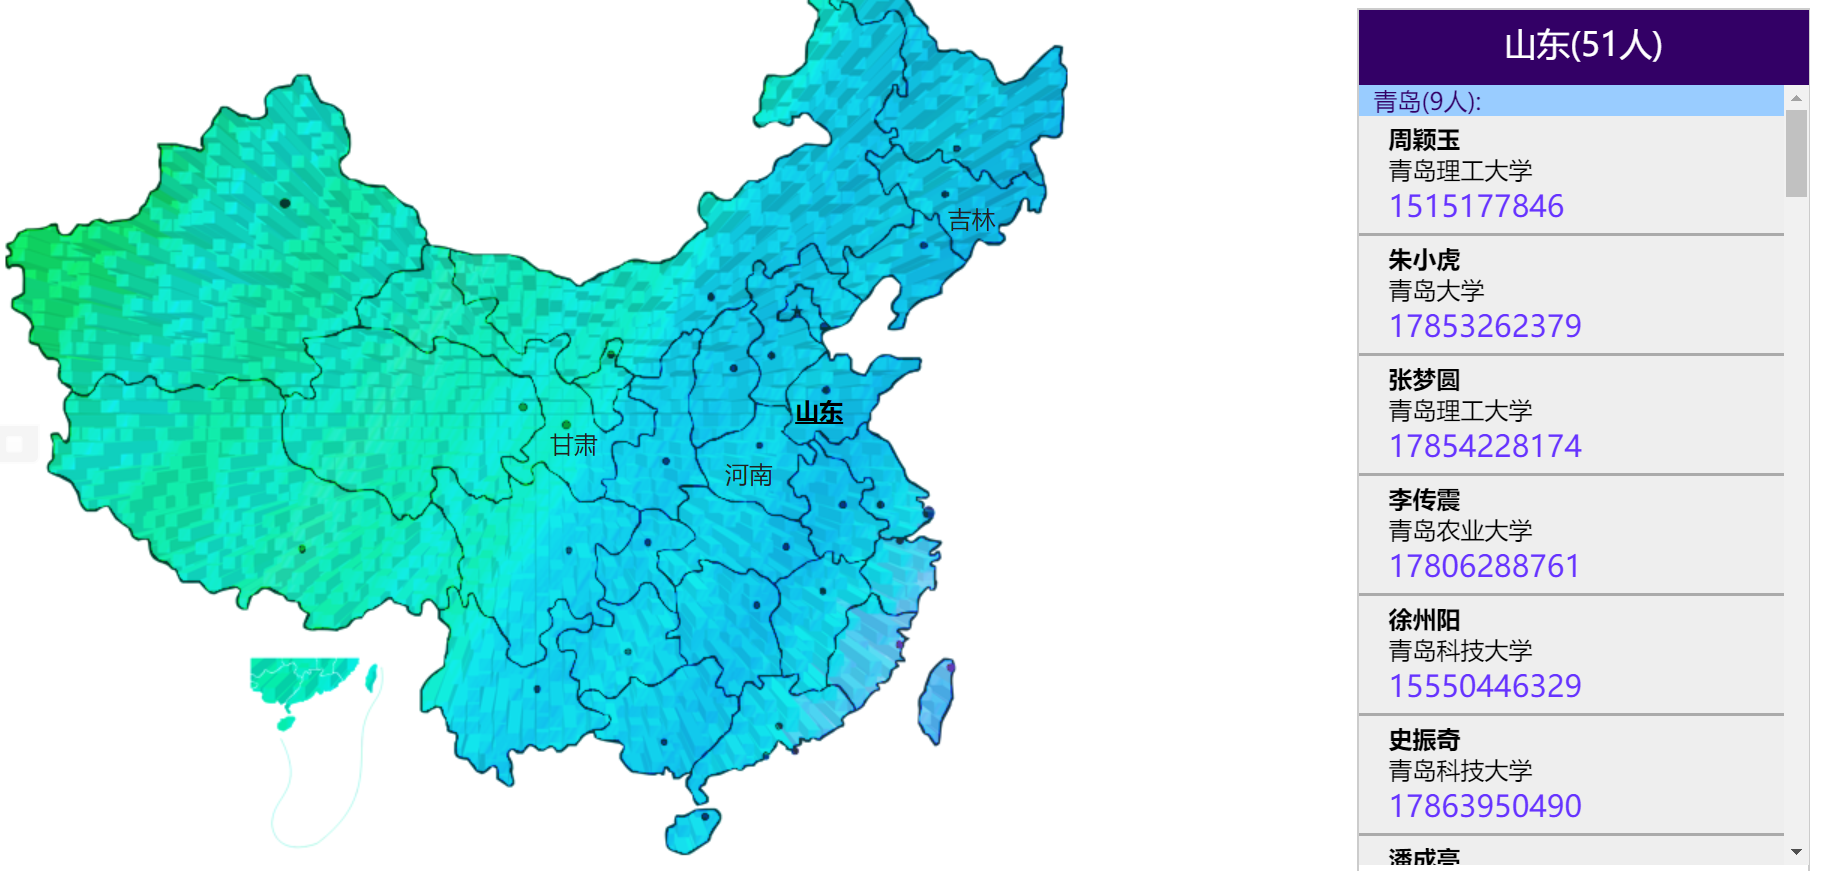 吉林
山东
甘肃
河南
山东(51人)
青岛(9人):
周颖玉
青岛理工大学
1515177846
朱小虎
青岛大学
17853262379
张梦圆
青岛理工大学
17854228174
李传震
青岛农业大学
17806288761
徐州阳
青岛科技大学
15550446329
史振奇
青岛科技大学
17863950490
潘成亮